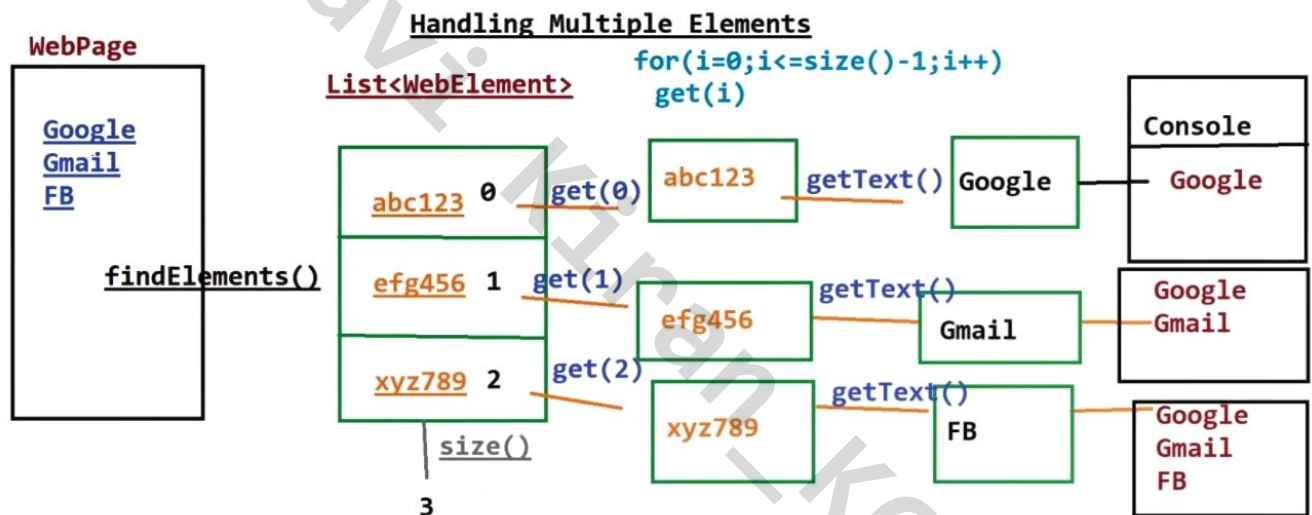 Handling Multiple Elements
WebPage
Google
Gmail
FB
findElements()
List<WebElement>
for(i=0;i<=size()-1;i++)
get(i)
abc123 0
efg456 1
xyz789 2
size()
3
get(0)
abc123
getText()
Google
Console
Google
get(1)
efg456
getText()
Gmail
Google
Gmail
get(2)
xyz789
getText()
FB
Google
Gmail
FB